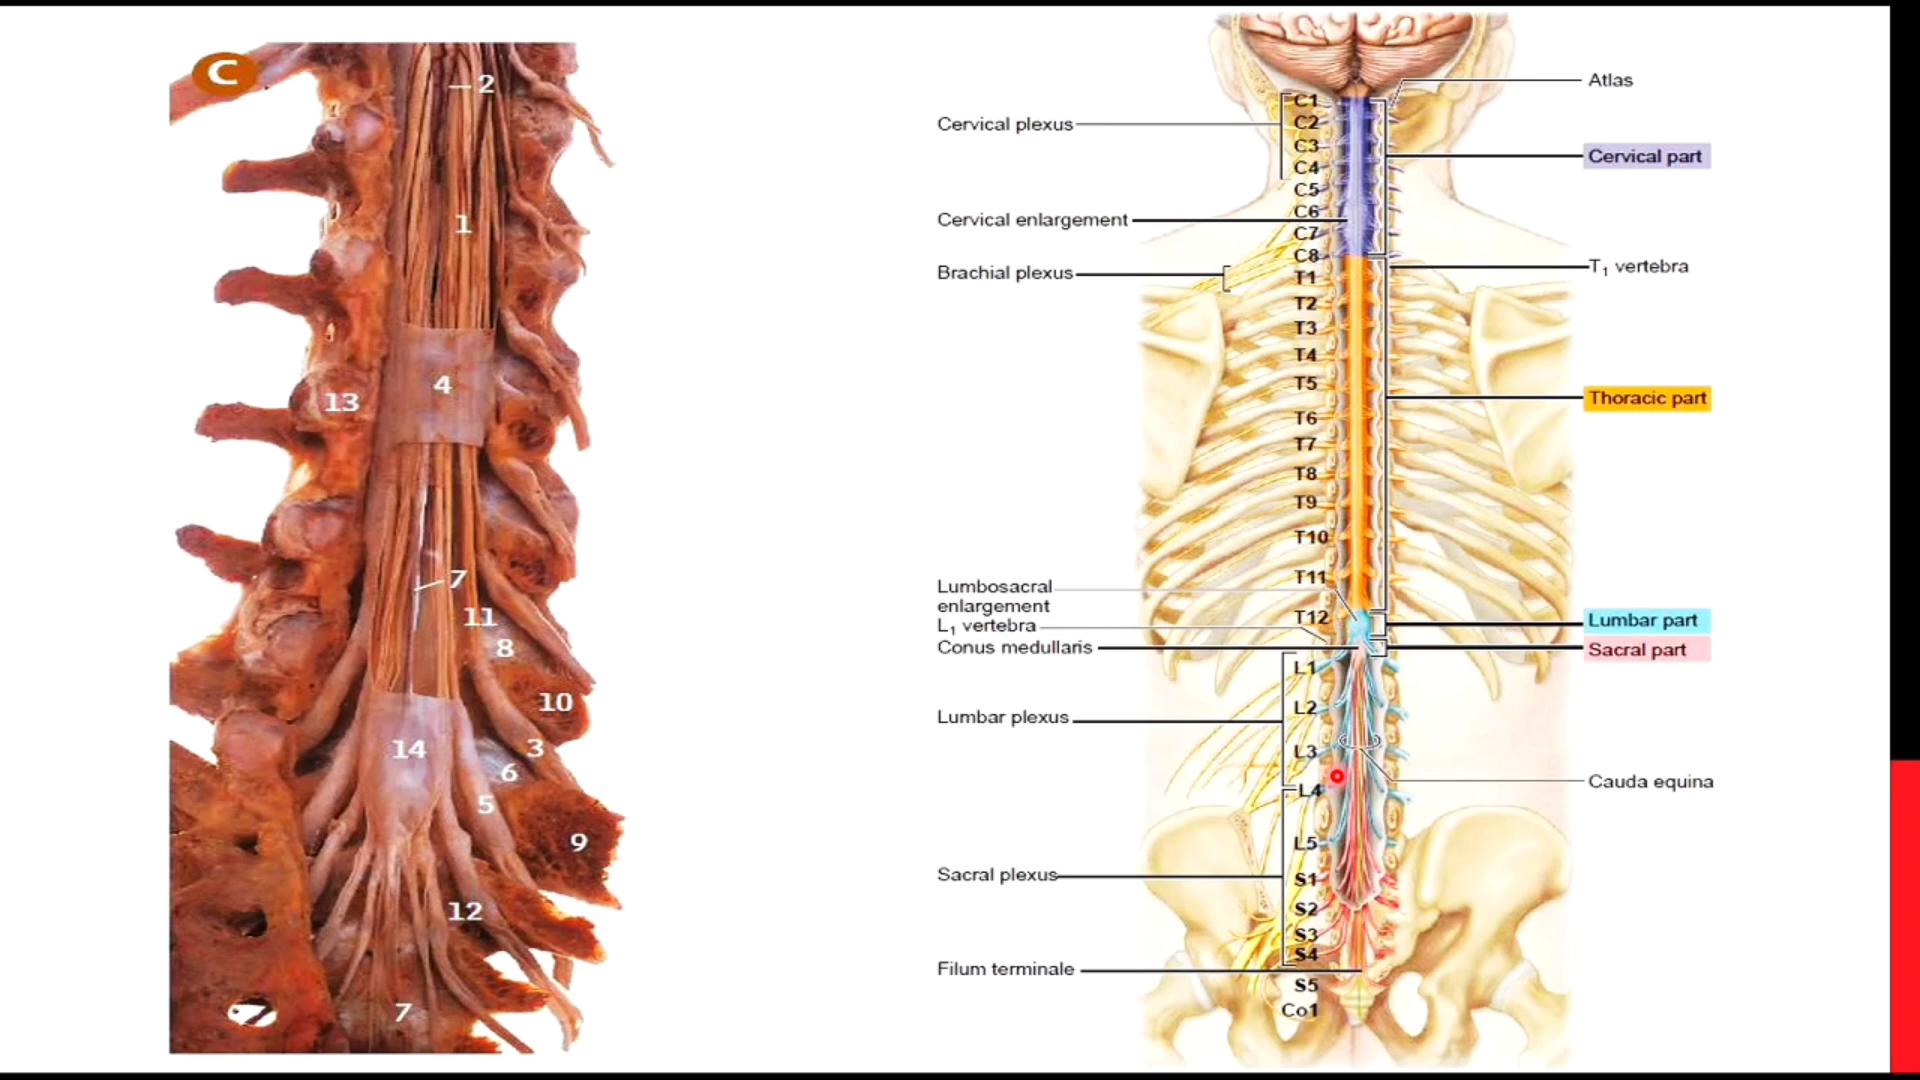 C
2
1
4
13
7
11
8
10
14
3
6
5
9
12
7
Cervical plexus
Cervical enlargement
Brachial plexus
Lumbosacral
enlargement
L1 vertebra
Conus medullaris
Lumbar plexus
Sacral plexus
Filum terminale
C1
C2
C3
C4
C5
C6
C7
C8
T1
T2
T3
T4
T5
T6
T7
T8
T9
T10
T11
T12
L1
L2
L3
L4
L5
S1
S2
S3
S4
S5
Co1
Atlas
Cervical part
T1 vertebra
Thoracic part
Lumbar part
Sacral part
Cauda equina